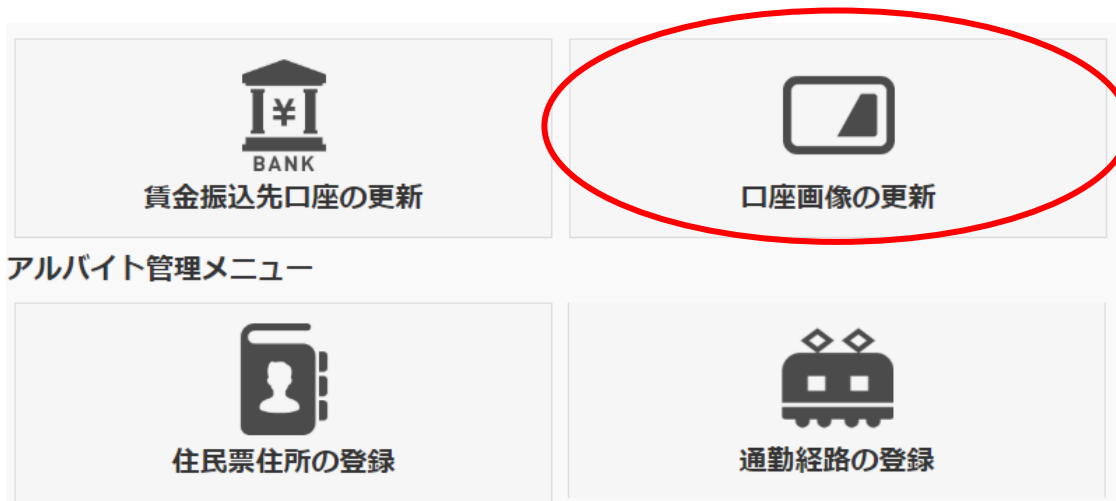 ¥
BANK
賃金振込先口座の更新
口座画像の更新
アルバイト管理メニュー
住民票住所の登録
通勤経路の登録